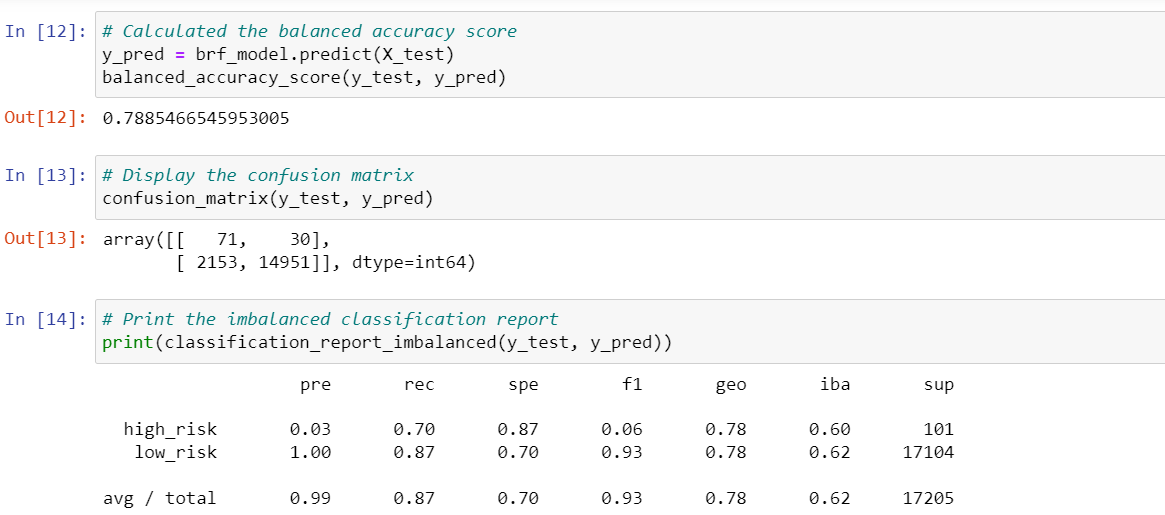 In [12]: # Calculated the balanced accuracy score
y_pred = brf_model.predict(X_test)
balanced_accuracy_score(y_test, y_pred)
Out[12]: 0.7885466545953005
In [13]: # Display the confusion matrix
confusion_matrix(y_test, y_pred)
Out[13]: array([[   71,    30],
       [ 2153, 14951]], dtype=int64)
In [14]: # Print the imbalanced classification report
print(classification_report_imbalanced(y_test, y_pred))
pre rec spe f1 geo iba sup
high_risk 0.03 0.70 0.87 0.06 0.78 0.60 101
low_risk 1.00 0.87 0.70 0.93 0.78 0.62 17104
avg / total 0.99 0.87 0.70 0.93 0.78 0.62 17205